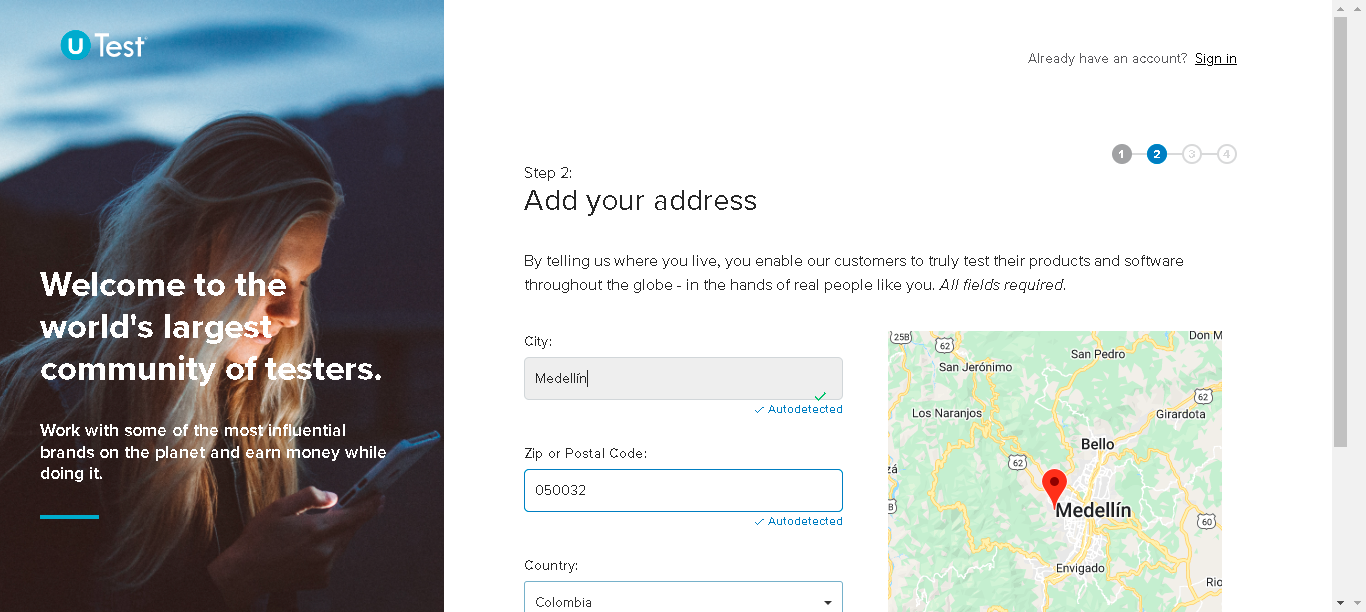 U Test
Already have an account? Sign in
1 2 3 4
Step 2:
Add your address
Welcome to the
world's largest
community of testers.
Work with some of the most influential
brands on the planet and earn money while
doing it.
By telling us where you live, you enable our customers to truly test their products and software
throughout the globe - in the hands of real people like you. All fields required.
City:
Medellín
Autodetected
Zip or Postal Code:
050032
Autodetected
Country:
Colombia
25B
Don M
62
San Pedro
San Jerónimo
62
Los Naranjos
Girardota
Bello
62
zá
Medellín
B
60
Envigado
Rio